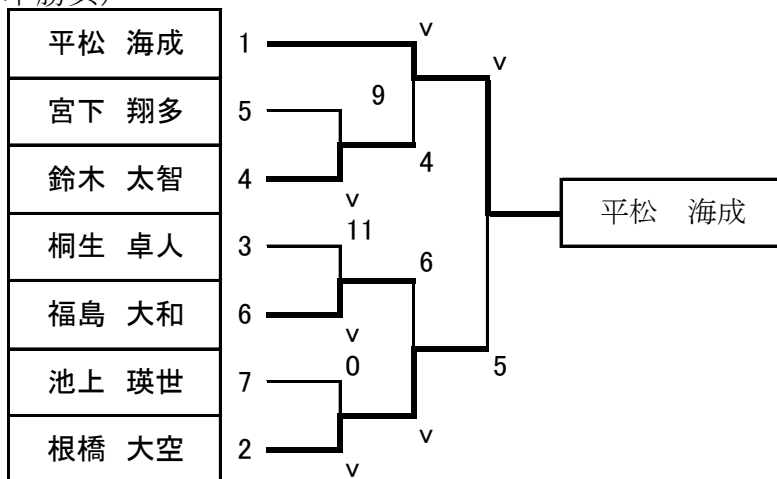 平松 海成 1 v
v
宮下 翔多 5 9
鈴木 太智 4 4
v
平松 海成
桐生 卓人 3 11
6
福島 大和 6
v
池上 瑛世 7 0 5
根橋 大空 2 v
v